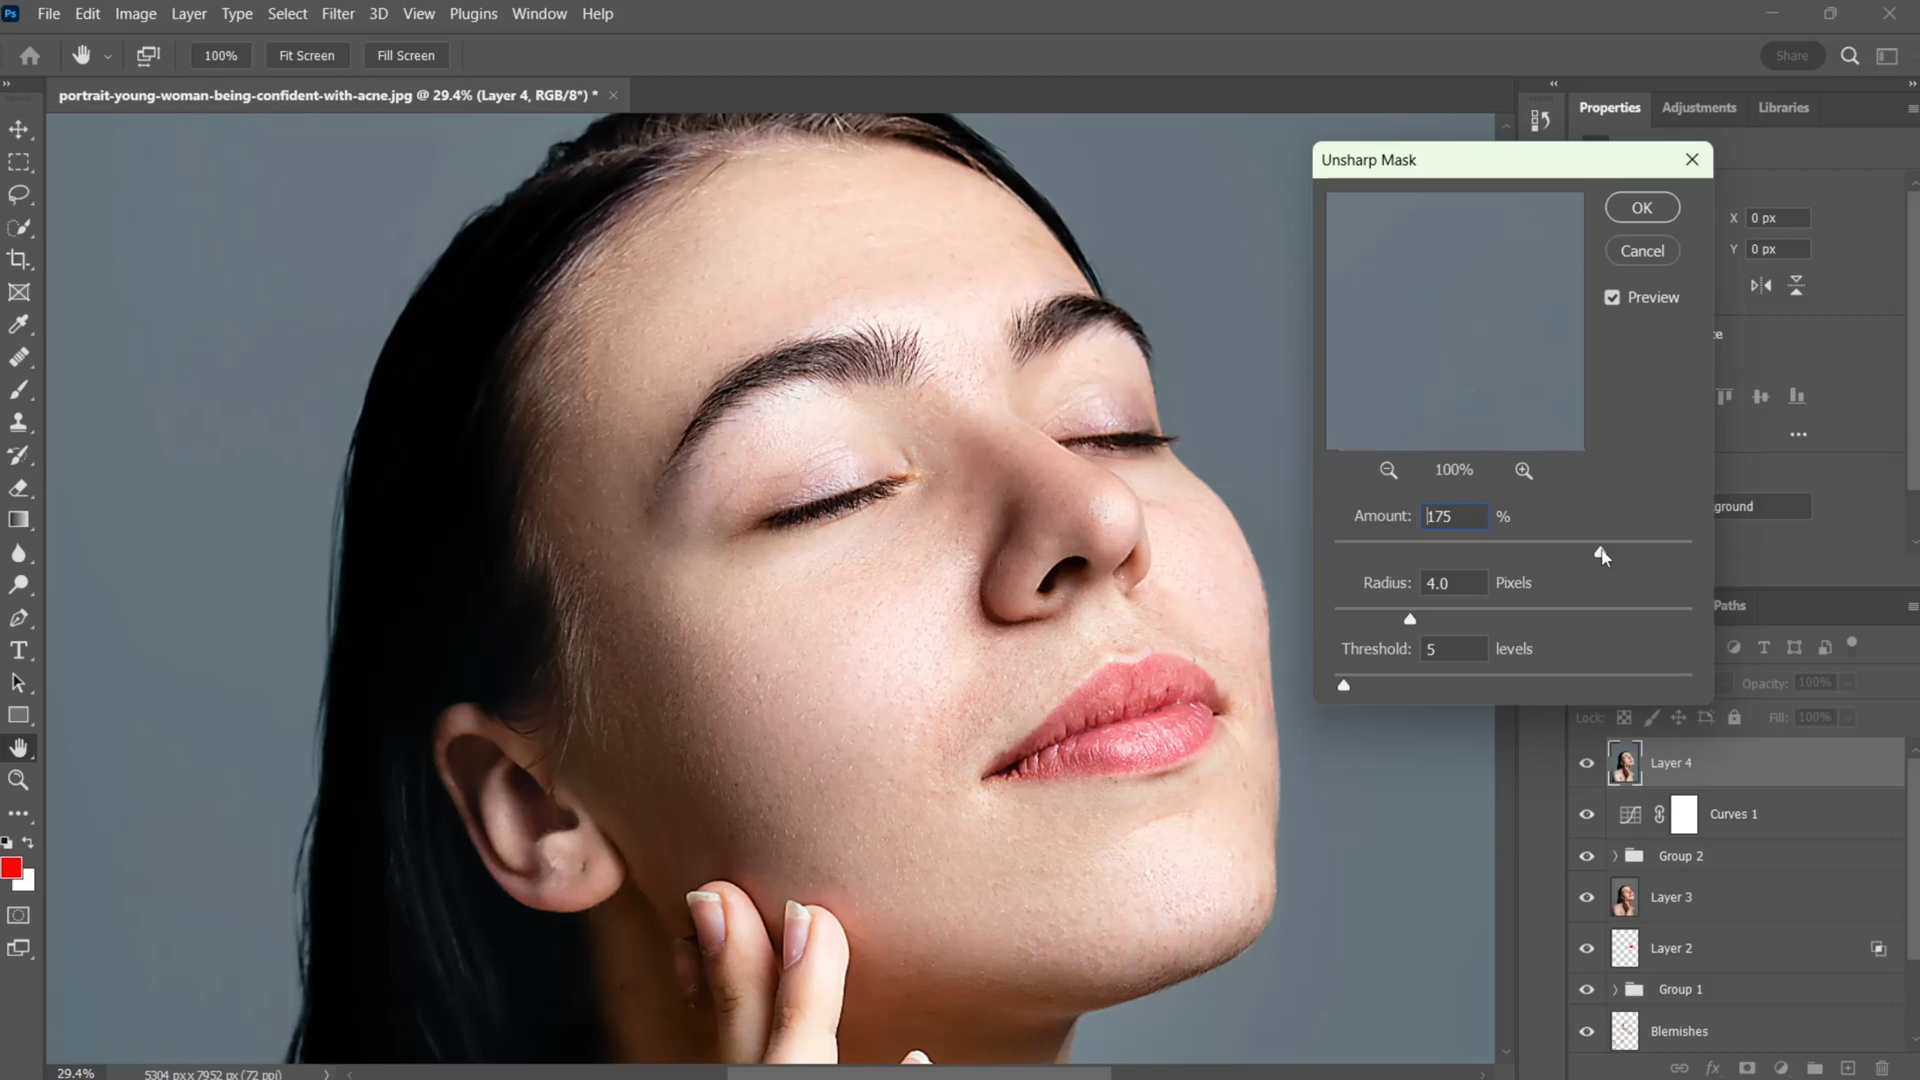 Ps File Edit Image Layer Type Select Filter 3D View Plugins Window Help
100% Fit Screen Fill Screen Share
portrait-young-woman-being-confident-with-acne.jpg @ 29.4% (Layer 4, RGB/8*) *
Properties Adjustments Libraries
Unsharp Mask
OK
Cancel
Preview
X 0 px
Y 0 px
te
100%
Amount: 175 %
ground
Radius: 4.0 Pixels
Paths
Threshold: 5 levels
Opacity: 100%
Lock: Fill: 100%
Layer 4
Curves 1
Group 2
Layer 3
Layer 2
Group 1
Blemishes
29.4% 5304 px x 7952 px (72 ppi)
fx